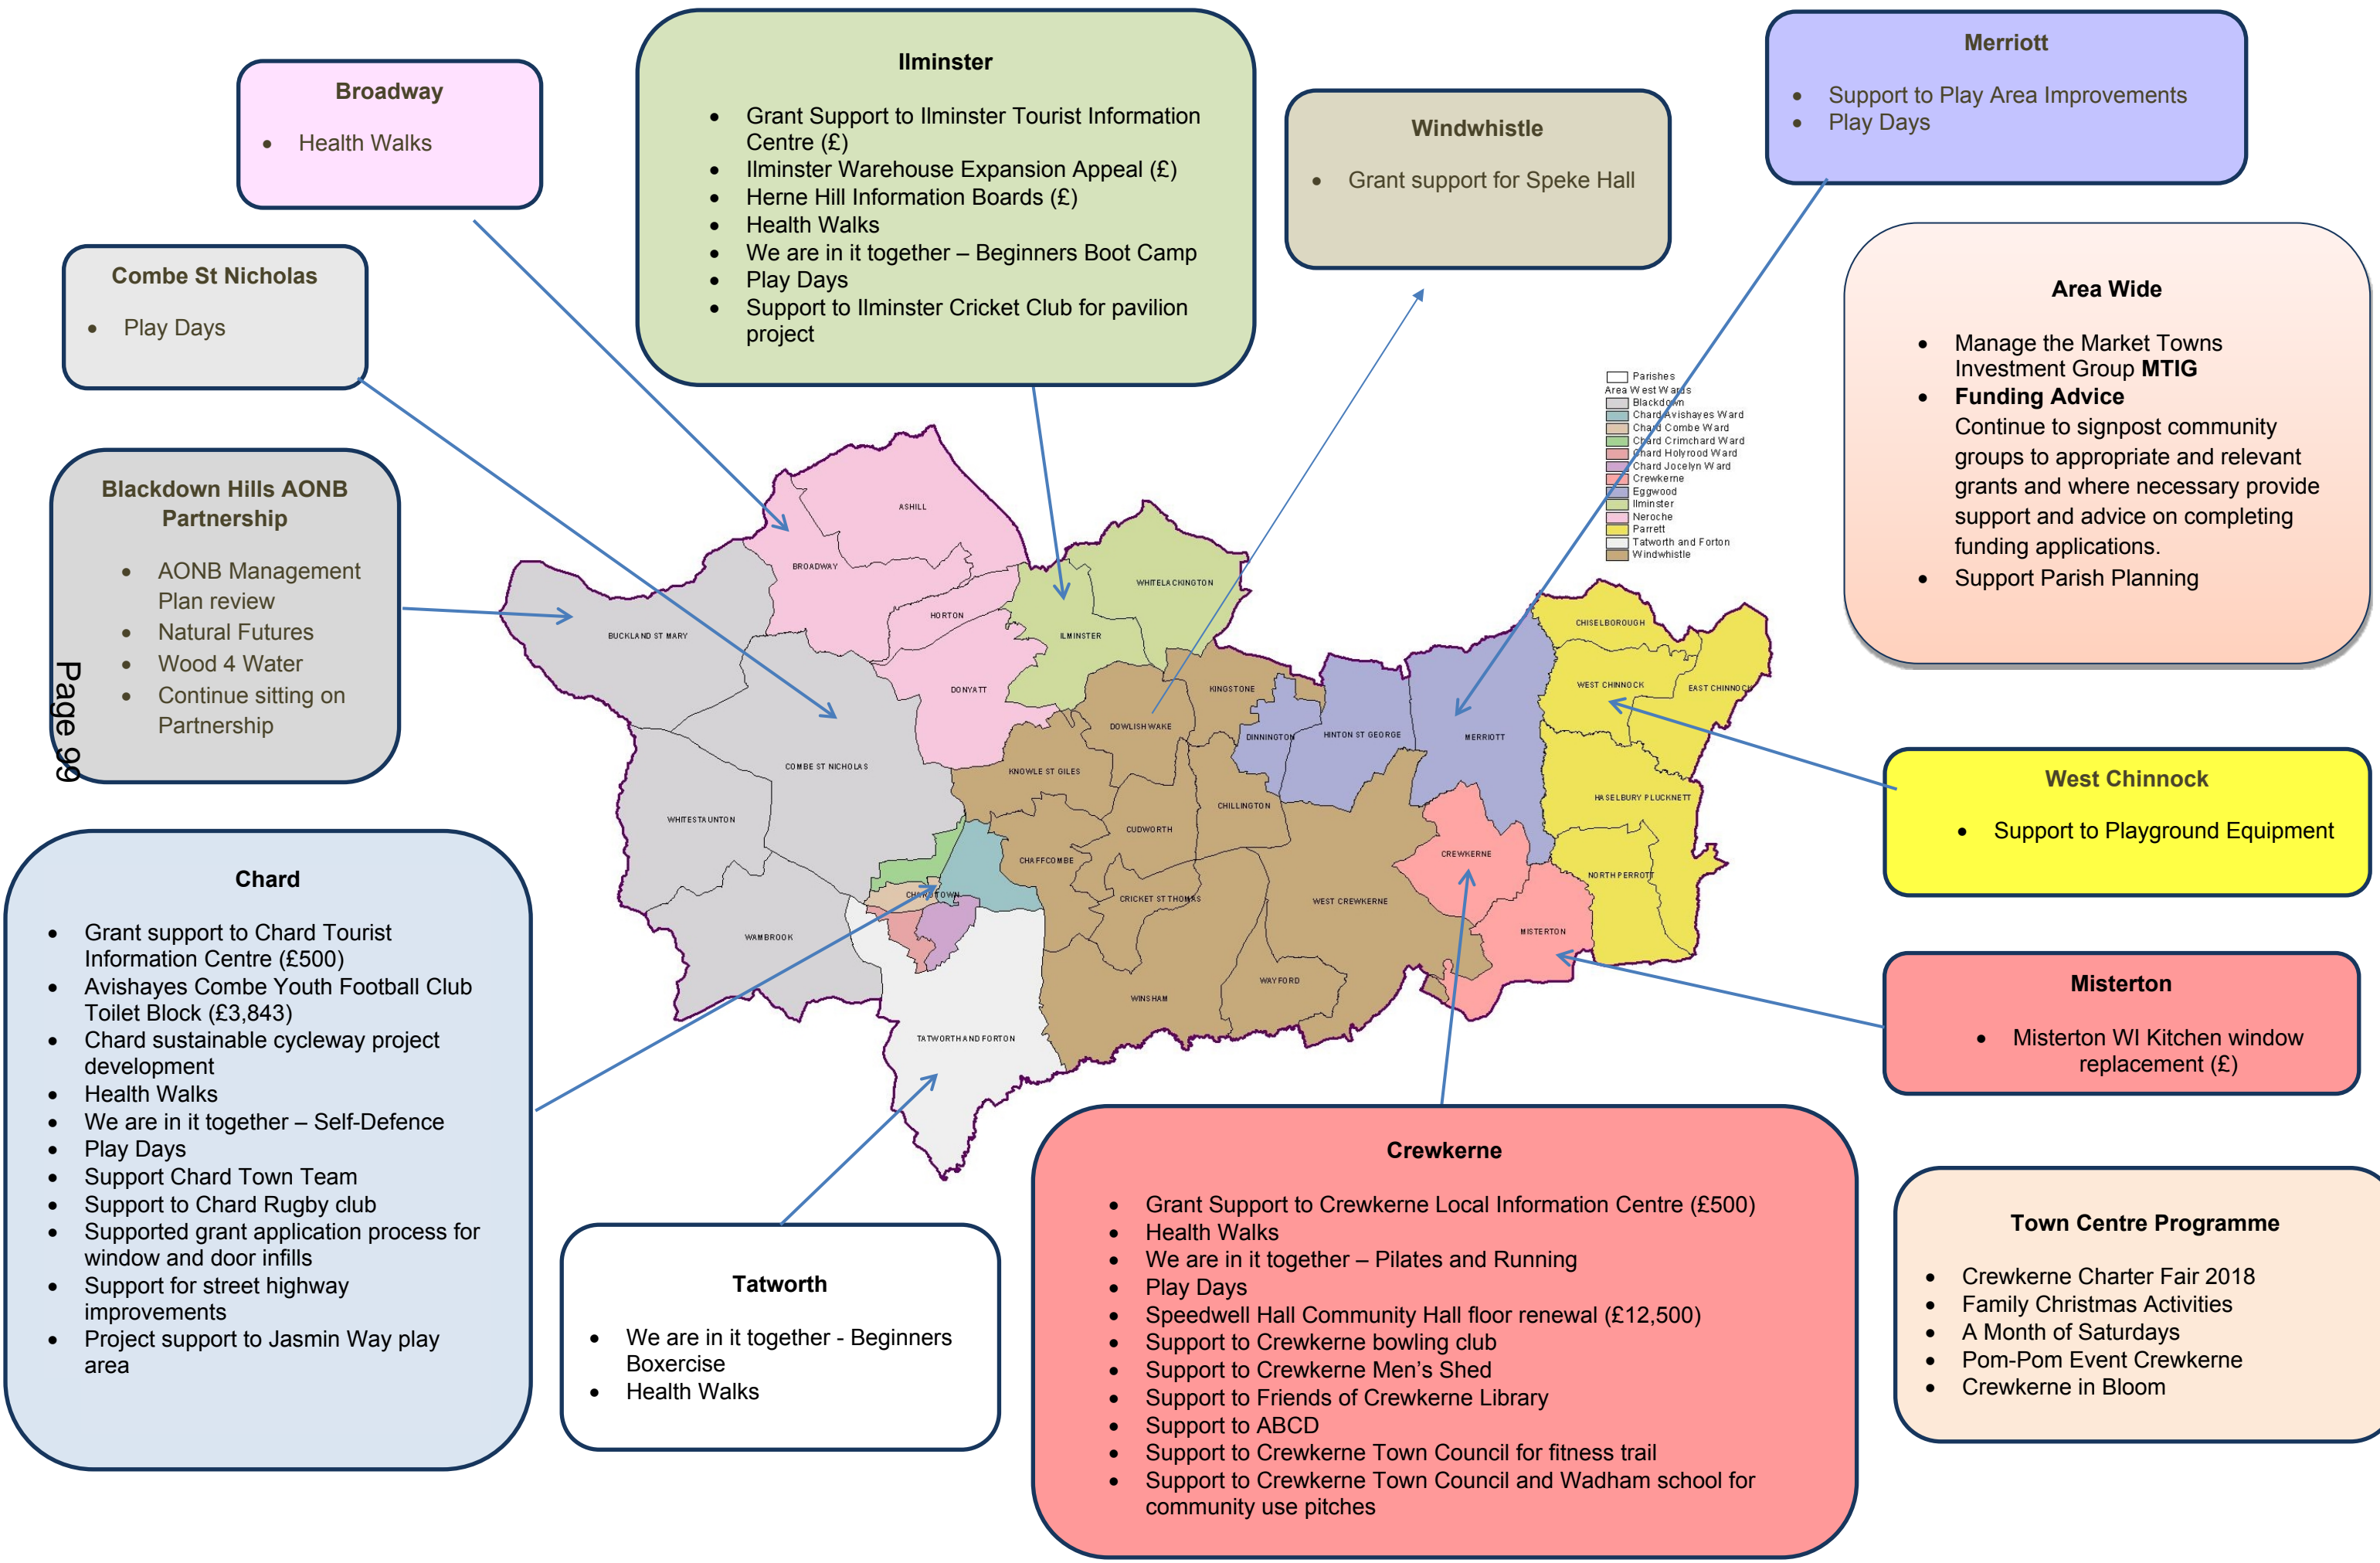 Broadway
• Health Walks
Ilminster
• Grant Support to Ilminster Tourist Information
Centre (£)
• Ilminster Warehouse Expansion Appeal (£)
• Herne Hill Information Boards (£)
• Health Walks
• We are in it together – Beginners Boot Camp
• Play Days
• Support to Ilminster Cricket Club for pavilion
project
Windwhistle
• Grant support for Speke Hall
Merriott
• Support to Play Area Improvements
• Play Days
Combe St Nicholas
• Play Days
Area Wide
• Manage the Market Towns
Investment Group MTIG
• Funding Advice
Continue to signpost community
groups to appropriate and relevant
grants and where necessary provide
support and advice on completing
funding applications.
• Support Parish Planning
Parishes
Area West Wards
Blackdown
Chard Avishayes Ward
Chard Combe Ward
Chard Crimchard Ward
Chard Holyrood Ward
Chard Jocelyn Ward
Crewkerne
Eggwood
Ilminster
Neroche
Parrett
Tatworth and Forton
Windwhistle
Blackdown Hills AONB
Partnership
• AONB Management
Plan review
• Natural Futures
• Wood 4 Water
• Continue sitting on
Partnership
Page 99
ASHILL
BROADWAY
WHITELACKINGTON
HORTON
ILMINSTER
BUCKLAND ST MARY
CHISELBOROUGH
DONYATT
KINGSTONE
WEST CHINNOCK
EAST CHINNOCK
DOWLISH WAKE
DINNINGTON
HINTON ST GEORGE
MERRIOTT
COMBE ST NICHOLAS
KNOWLE ST GILES
CHILLINGTON
HASELBURY PLUCKNETT
WHITESTAUNTON
CUDWORTH
CHAFFCOMBE
CREWKERNE
NORTH PERROTT
CHARD TOWN
CRICKET ST THOMAS
WEST CREWKERNE
WAMBROOK
MISTERTON
WAYFORD
WINSHAM
TATWORTH AND FORTON
West Chinnock
• Support to Playground Equipment
Chard
• Grant support to Chard Tourist
Information Centre (£500)
• Avishayes Combe Youth Football Club
Toilet Block (£3,843)
• Chard sustainable cycleway project
development
• Health Walks
• We are in it together – Self-Defence
• Play Days
• Support Chard Town Team
• Support to Chard Rugby club
• Supported grant application process for
window and door infills
• Support for street highway
improvements
• Project support to Jasmin Way play
area
Misterton
• Misterton WI Kitchen window
replacement (£)
Tatworth
• We are in it together - Beginners
Boxercise
• Health Walks
Crewkerne
• Grant Support to Crewkerne Local Information Centre (£500)
• Health Walks
• We are in it together – Pilates and Running
• Play Days
• Speedwell Hall Community Hall floor renewal (£12,500)
• Support to Crewkerne bowling club
• Support to Crewkerne Men’s Shed
• Support to Friends of Crewkerne Library
• Support to ABCD
• Support to Crewkerne Town Council for fitness trail
• Support to Crewkerne Town Council and Wadham school for
community use pitches
Town Centre Programme
• Crewkerne Charter Fair 2018
• Family Christmas Activities
• A Month of Saturdays
• Pom-Pom Event Crewkerne
• Crewkerne in Bloom